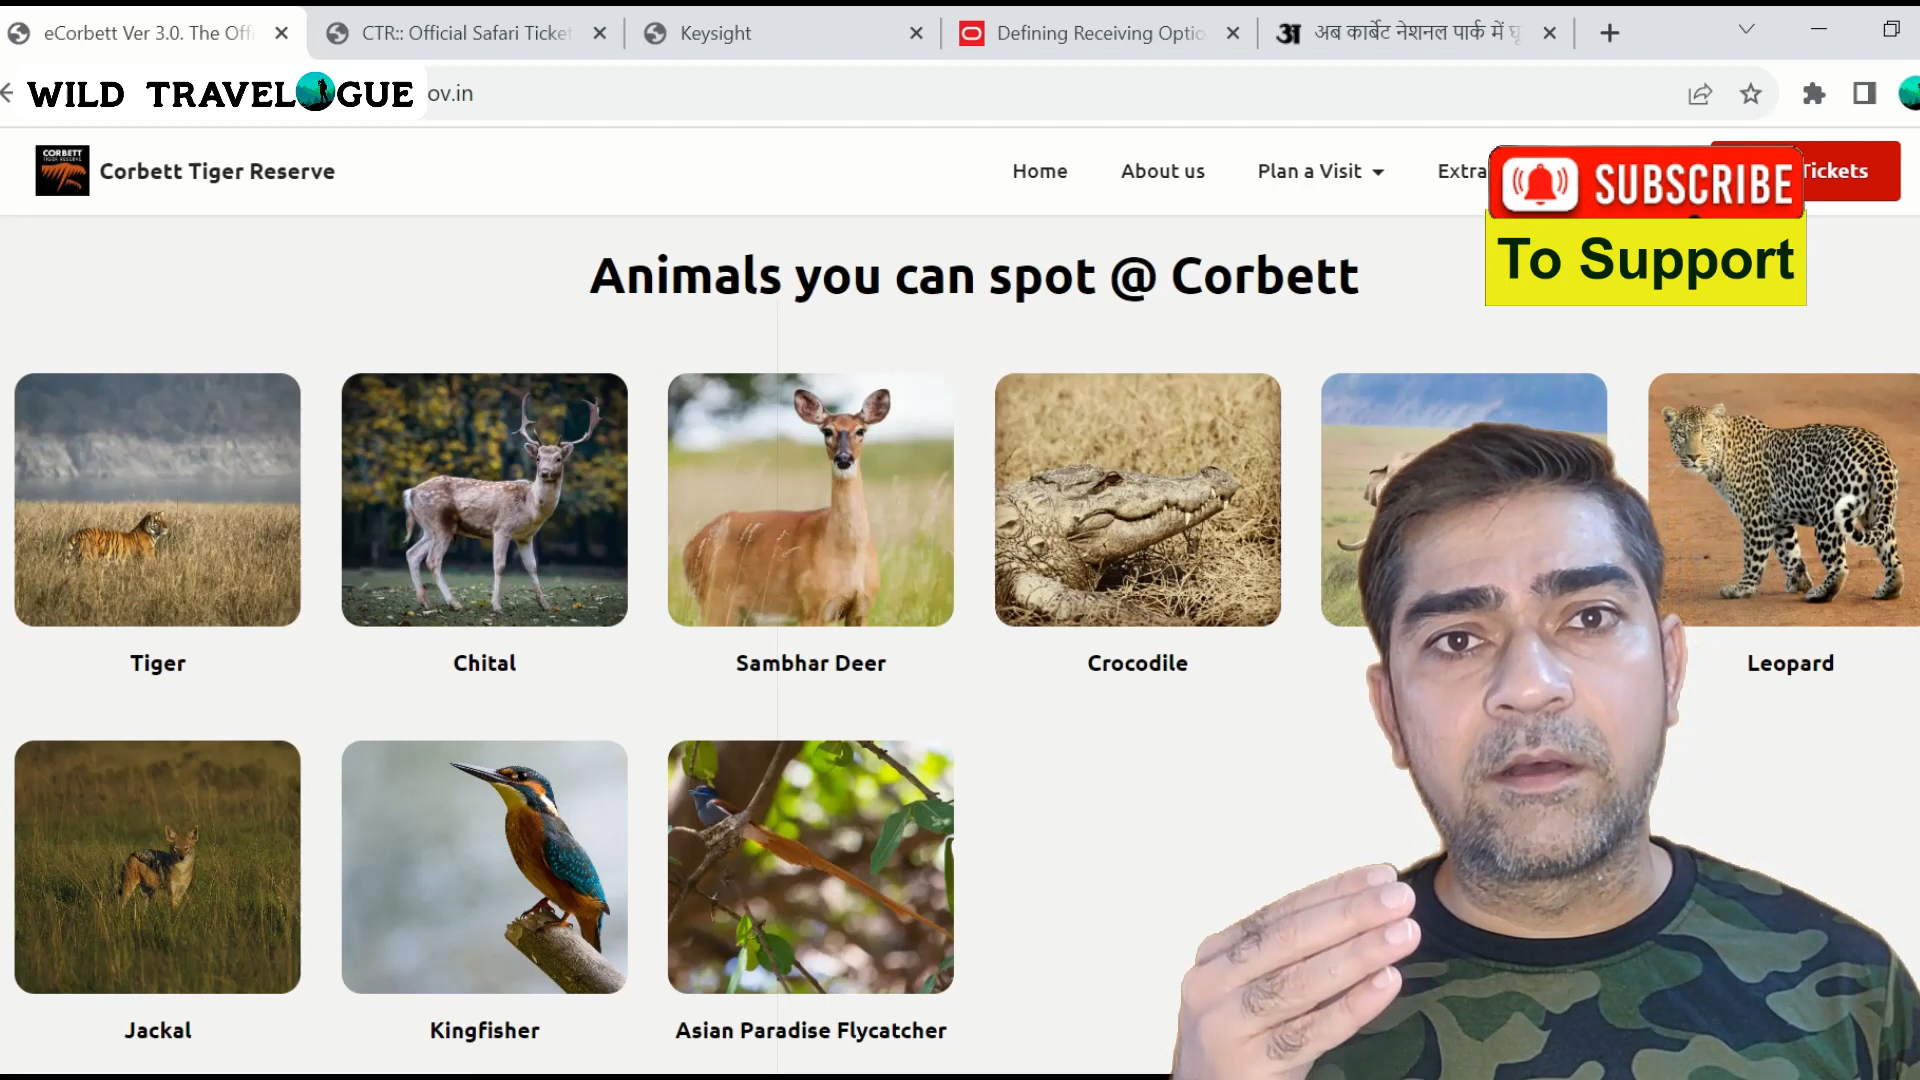 eCorbett Ver 3.0. The Offi
CTR:: Official Safari Ticket
Keysight
Defining Receiving Optio
अब कार्बेट नेशनल पार्क में घू
WILD TRAVELOGUE
ov.in
CORBETT
Corbett Tiger Reserve
Home
About us
Plan a Visit
Extra
Tickets
SUBSCRIBE
To Support
Animals you can spot @ Corbett
Tiger
Chital
Sambhar Deer
Crocodile
Leopard
Jackal
Kingfisher
Asian Paradise Flycatcher